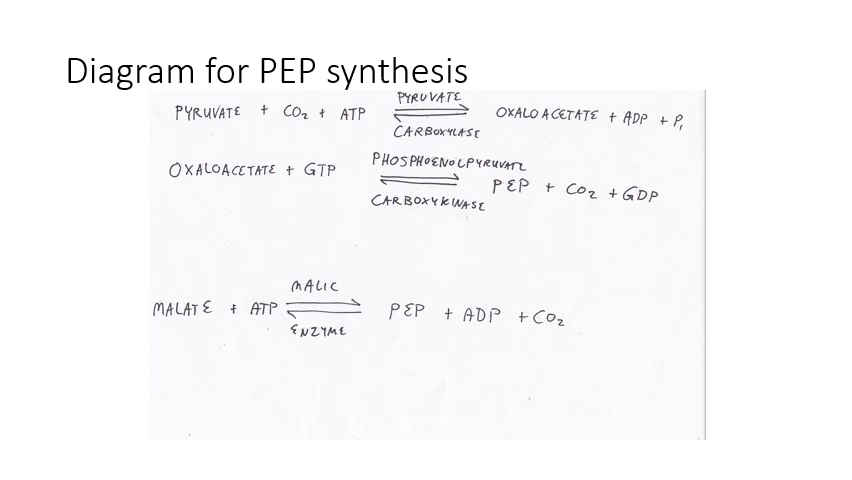 Diagram for PEP synthesis
PYRUVATE + CO2 + ATP PYRUVATE CARBOXYLASE OXALOACETATE + ADP + Pi
OXALOACETATE + GTP PHOSPHOENOLPYRUVATE CARBOXYKINASE PEP + CO2 + GDP
MALATE + ATP MALIC ENZYME PEP + ADP + CO2